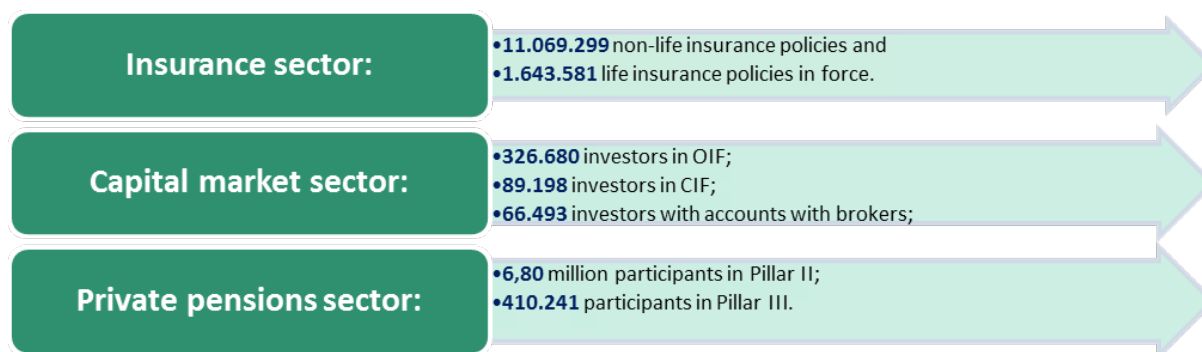 Insurance sector:
•11.069.299 non-life insurance policies and
•1.643.581 life insurance policies in force.
Capital market sector:
•326.680 investors in OIF;
•89.198 investors in CIF;
•66.493 investors with accounts with brokers;
Private pensions sector:
•6,80 million participants in Pillar II;
•410.241 participants in Pillar III.